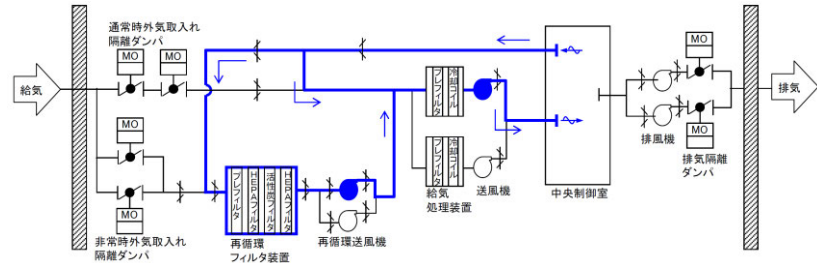 通常時外気取入れ
隔離ダンパ
MO
MO
MO
給気
MO
プレフィルタ
冷却コイル
排気
排風機
MO
プレフィルタ
冷却コイル
排気隔離
ダンパ
プレフィルタ
HEPAフィルタ
活性炭フィルタ
HEPAフィルタ
給気
処理装置
送風機
中央制御室
MO
非常時外気取入れ
隔離ダンパ
再循環
フィルタ装置
再循環送風機